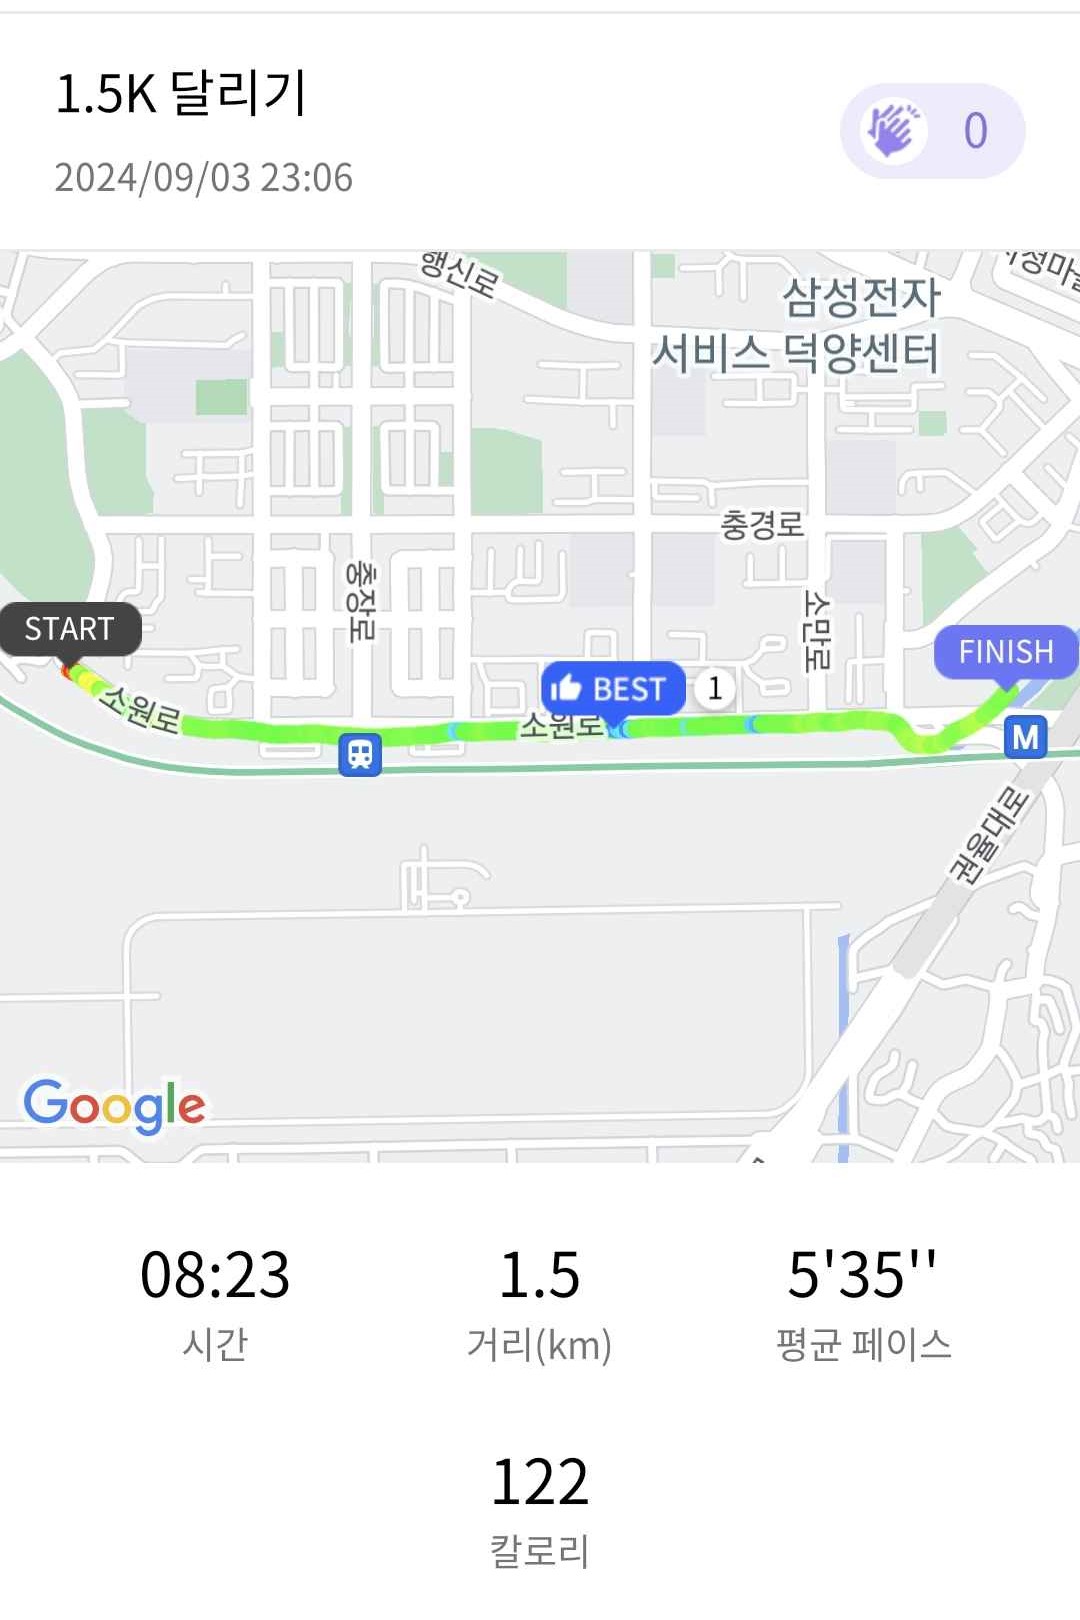 1.5K 달리기
0
2024/09/03 23:06
행신로
삼성전자
서비스 덕양센터
충경로
충장로
소만로
START
FINISH
BEST
1
소원로
소원로
M
권율대로
Google
08:23
1.5
5'35''
시간
거리(km)
평균 페이스
122
칼로리